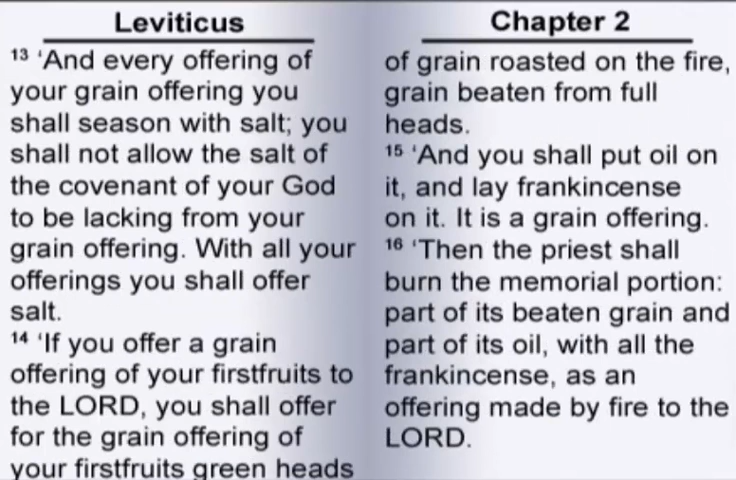 Leviticus
13 ‘And every offering of
your grain offering you
shall season with salt; you
shall not allow the salt of
the covenant of your God
to be lacking from your
grain offering. With all your
offerings you shall offer
salt.
14 ‘If you offer a grain
offering of your firstfruits to
the LORD, you shall offer
for the grain offering of
your firstfruits green heads
Chapter 2
of grain roasted on the fire,
grain beaten from full
heads.
15 ‘And you shall put oil on
it, and lay frankincense
on it. It is a grain offering.
16 ‘Then the priest shall
burn the memorial portion:
part of its beaten grain and
part of its oil, with all the
frankincense, as an
offering made by fire to the
LORD.